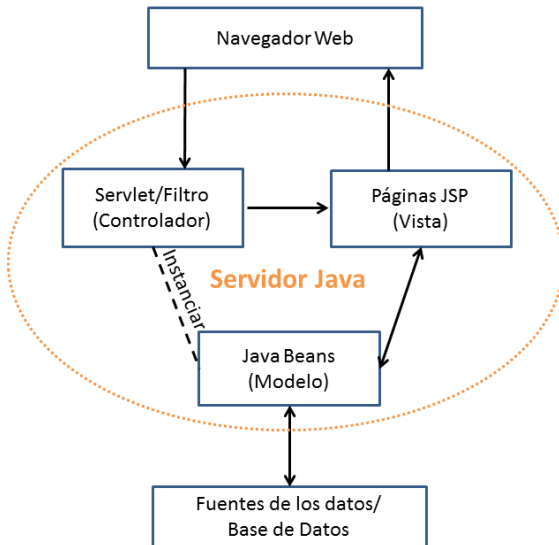 Navegador Web
Servlet/Filtro
(Controlador)
Páginas JSP
(Vista)
Instanciar
Servidor Java
Java Beans
(Modelo)
Fuentes de los datos/
Base de Datos